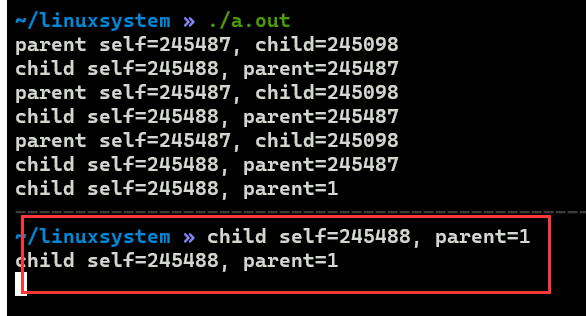 ~/linuxsystem » ./a.out
parent self=245487, child=245098
child self=245488, parent=245487
parent self=245487, child=245098
child self=245488, parent=245487
parent self=245487, child=245098
child self=245488, parent=245487
child self=245488, parent=1
~/linuxsystem » child self=245488, parent=1
child self=245488, parent=1